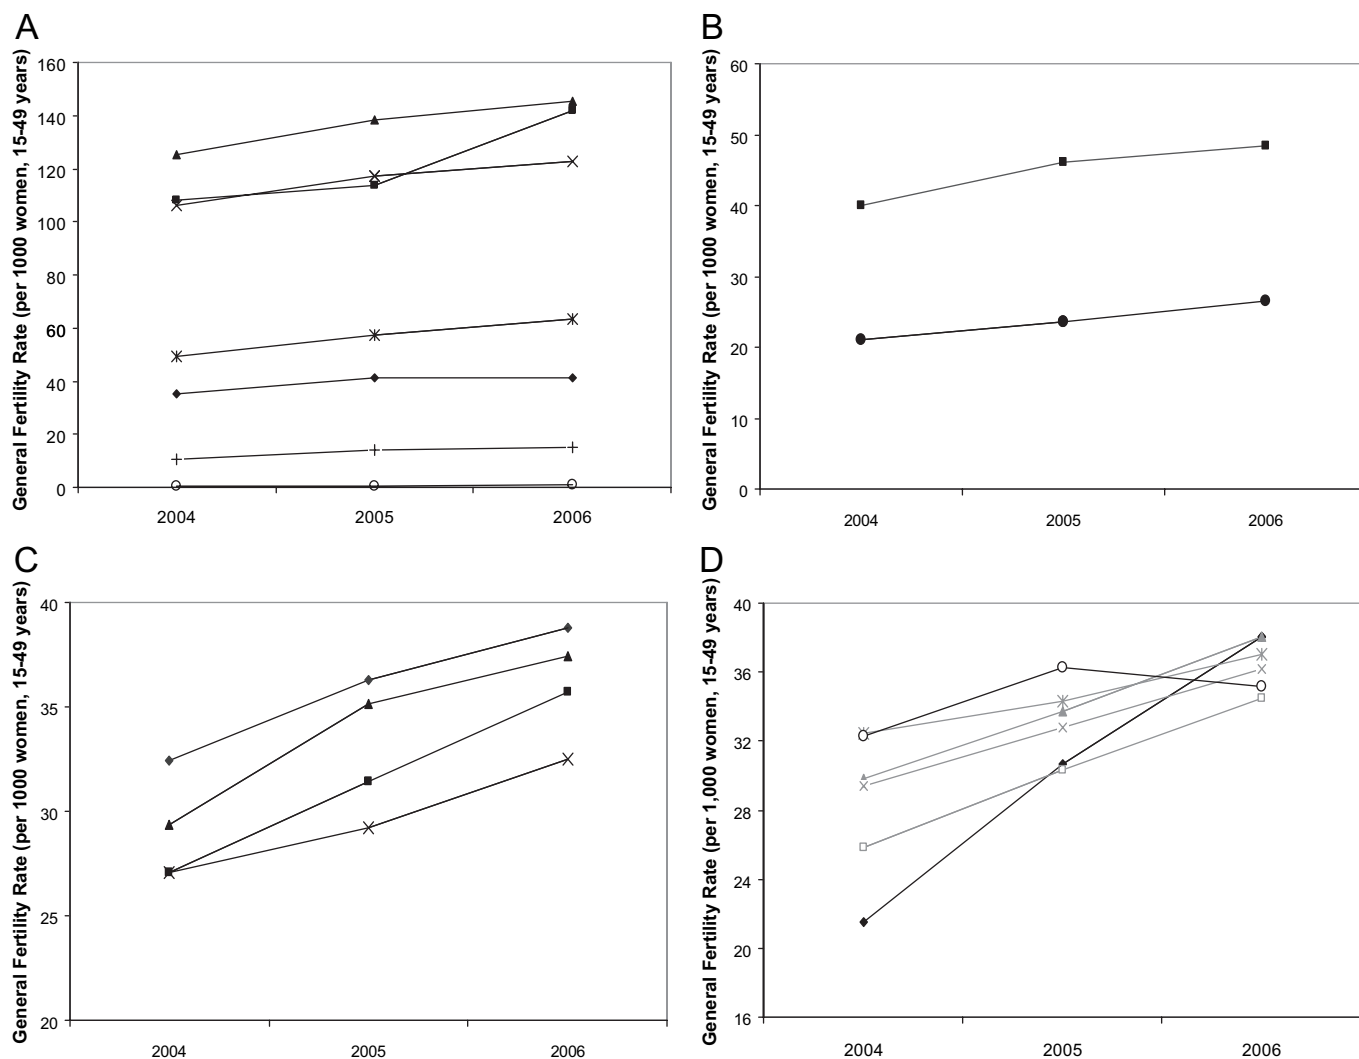 A
General Fertility Rate (per 1000 women, 15-49 years)
160
140
120
100
80
60
40
20
0
2004 2005 2006
B
General Fertility Rate (per 1000 women, 15-49 years)
60
50
40
30
20
10
0
2004 2005 2006
C
General Fertility Rate (per 1000 women, 15-49 years)
40
35
30
25
20
2004 2005 2006
D
General Fertility Rate (per 1,000 women, 15-49 years)
40
36
32
28
24
20
16
2004 2005 2006